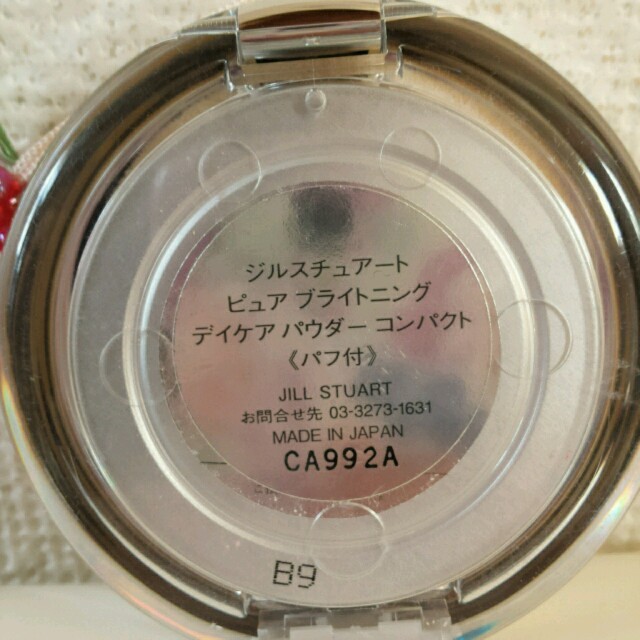 ジルスチュアート
ピュア ブライトニング
デイケア パウダー コンパクト
《パフ付》
JILL STUART
お問合せ先 03-3273-1631
MADE IN JAPAN
CA992A
B9